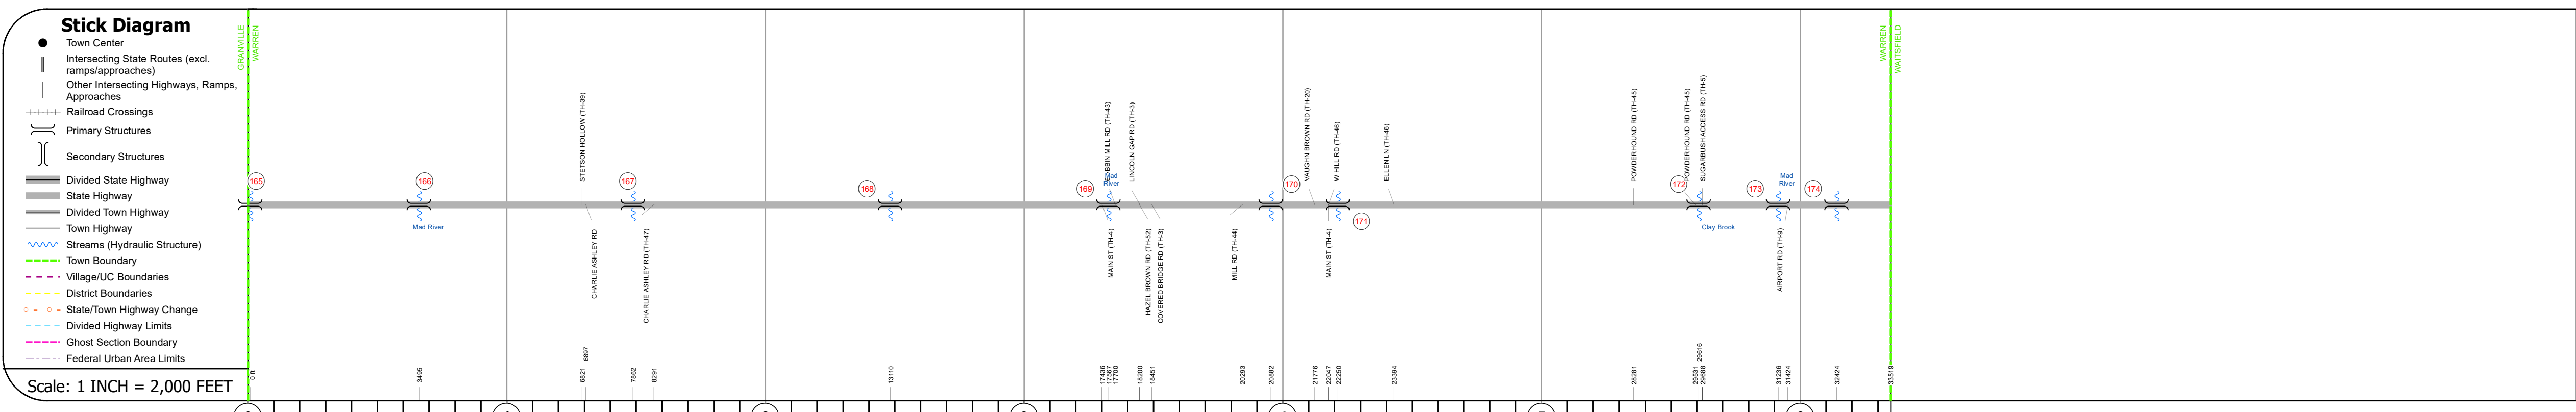 Stick Diagram
Town Center
Intersecting State Routes (excl.
ramps/approaches)
Other Intersecting Highways, Ramps,
Approaches
Railroad Crossings
Primary Structures
Secondary Structures
Divided State Highway
State Highway
Divided Town Highway
Town Highway
Streams (Hydraulic Structure)
Town Boundary
Village/UC Boundaries
District Boundaries
State/Town Highway Change
Divided Highway Limits
Ghost Section Boundary
Federal Urban Area Limits
Scale: 1 INCH = 2,000 FEET
GRANVILLE
WARREN
165
166
Mad River
STETSON HOLLOW (TH-39)
CHARLIE ASHLEY RD
167
CHARLIE ASHLEY RD (TH-47)
168
169
BBIN MILL RD (TH-43)
Mad
River
MAIN ST (TH-4)
LINCOLN GAP RD (TH-3)
HAZEL BROWN RD (TH-52)
COVERED BRIDGE RD (TH-3)
MILL RD (TH-44)
170
VAUGHN BROWN RD (TH-20)
MAIN ST (TH-4)
W HILL RD (TH-46)
171
ELLEN LN (TH-46)
POWDERHOUND RD (TH-45)
172
POWDERHOUND RD (TH-45)
SUGARBUSH ACCESS RD (TH-5)
Clay Brook
173
Mad
River
AIRPORT RD (TH-9)
174
WARREN
WAITSFIELD
0 ft
3495
6821
6897
7862
8291
13110
17436
17567
17700
18200
18451
20293
20882
21776
22047
22250
23394
28281
29531
29616
29688
31236
31424
32424
33519